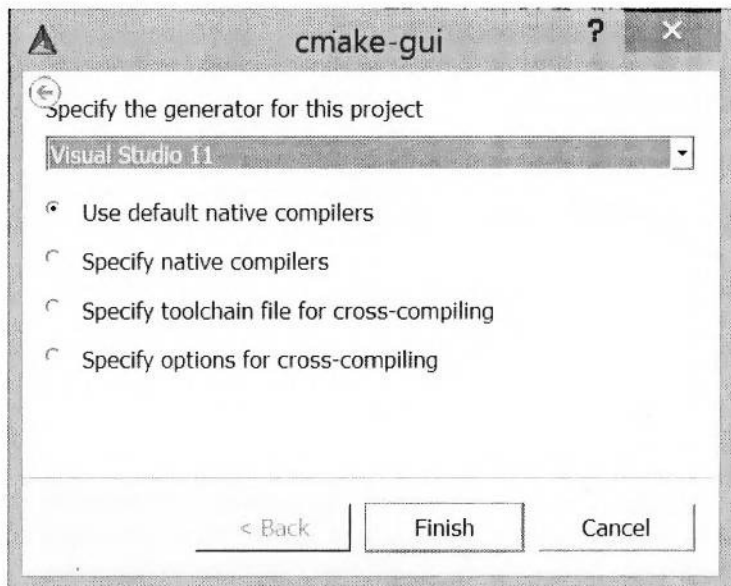 cmake-gui
?
Specify the generator for this project
Visual Studio 11
Use default native compilers
Specify native compilers
Specify toolchain file for cross-compiling
Specify options for cross-compiling
< Back Finish Cancel